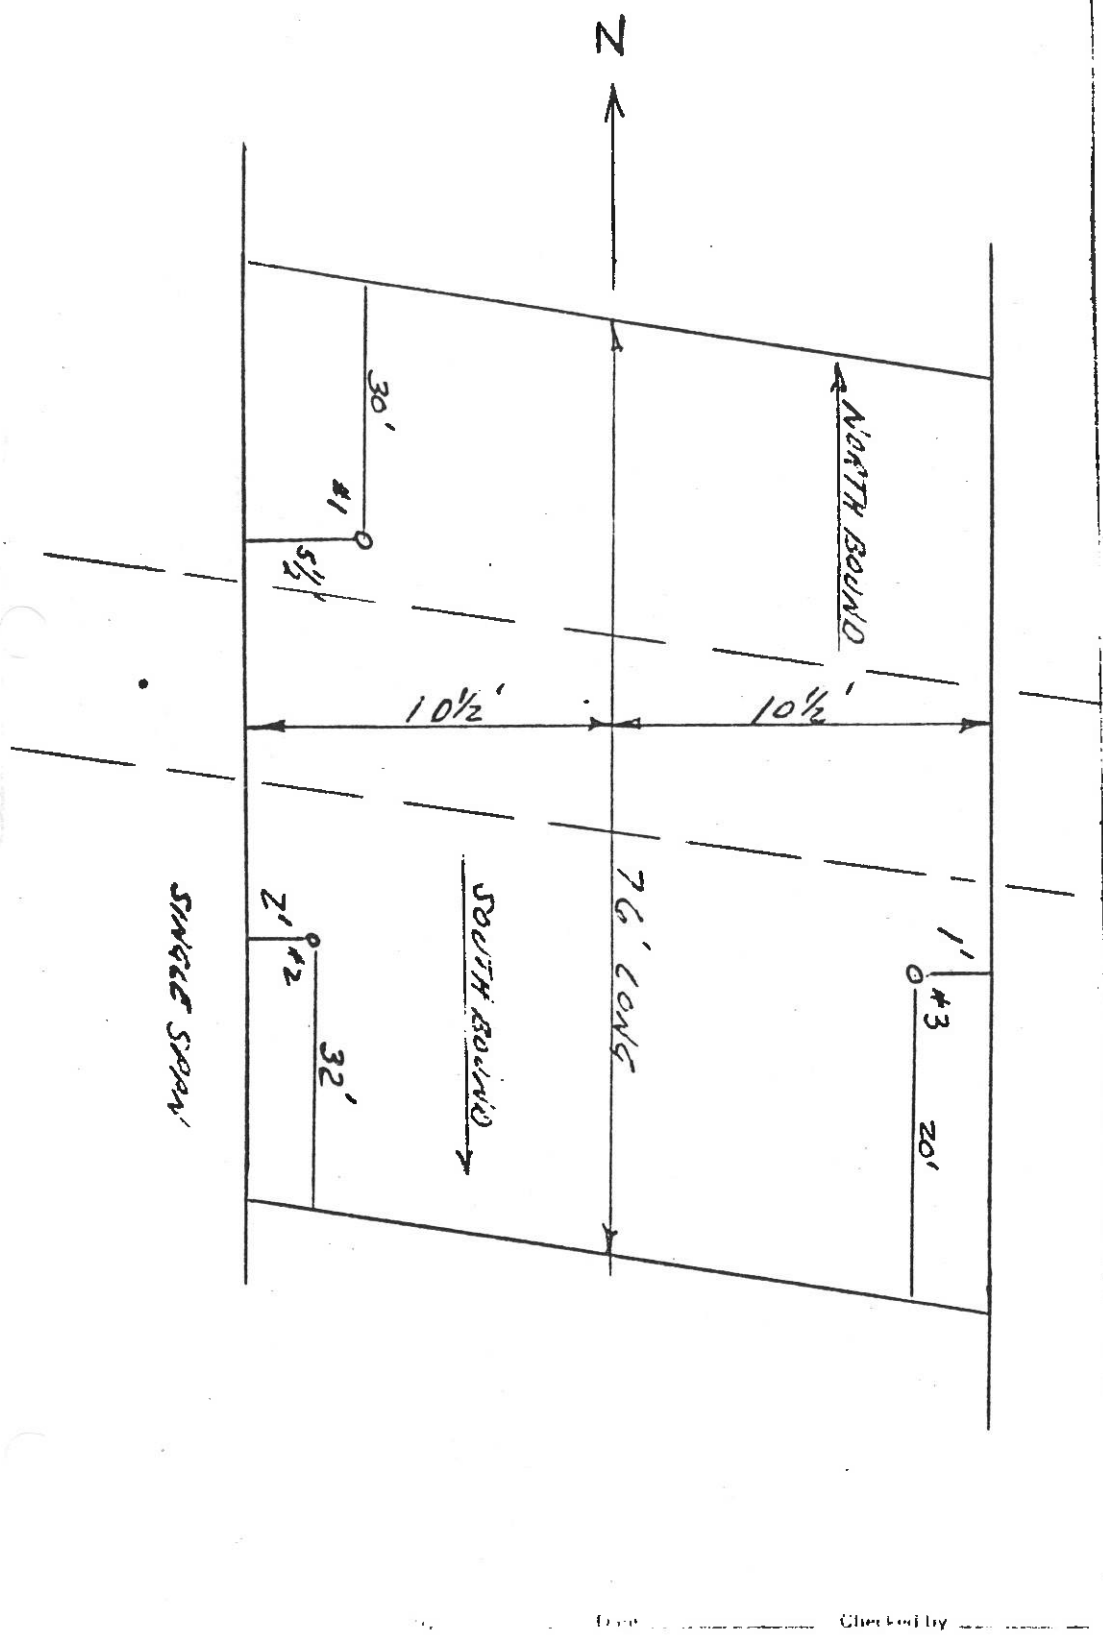 N
NORTH BOUND
30'
#1
5½'
10½'
10½'
76' LONG
1'
#3
20'
2'
#2
32'
SOUTH BOUND
SINGLE SPAN
Date
Checked by